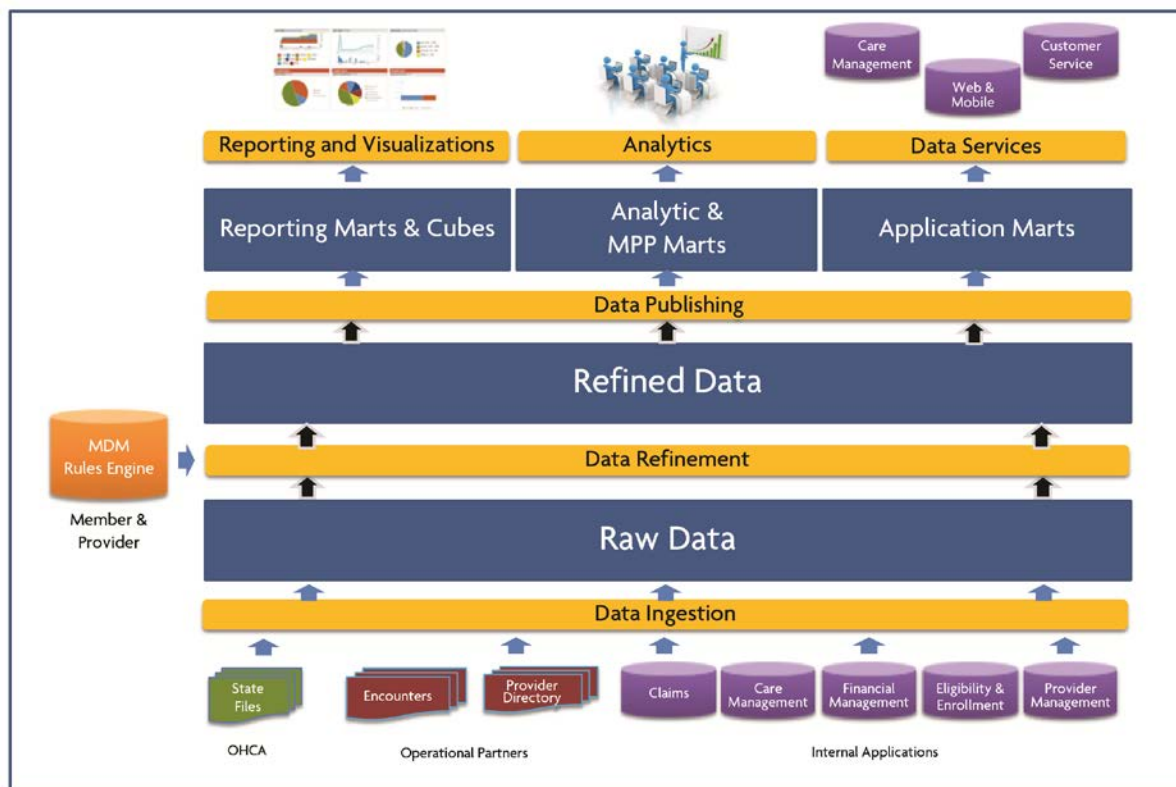 Care
Management
Customer
Service
Web &
Mobile
Reporting and Visualizations
Analytics
Data Services
Reporting Marts & Cubes
Analytic &
MPP Marts
Application Marts
Data Publishing
Refined Data
MDM
Rules Engine
Data Refinement
Member &
Provider
Raw Data
Data Ingestion
State
Files
Encounters
Provider
Directory
Claims
Care
Management
Financial
Management
Eligibility &
Enrollment
Provider
Management
OHCA
Operational Partners
Internal Applications